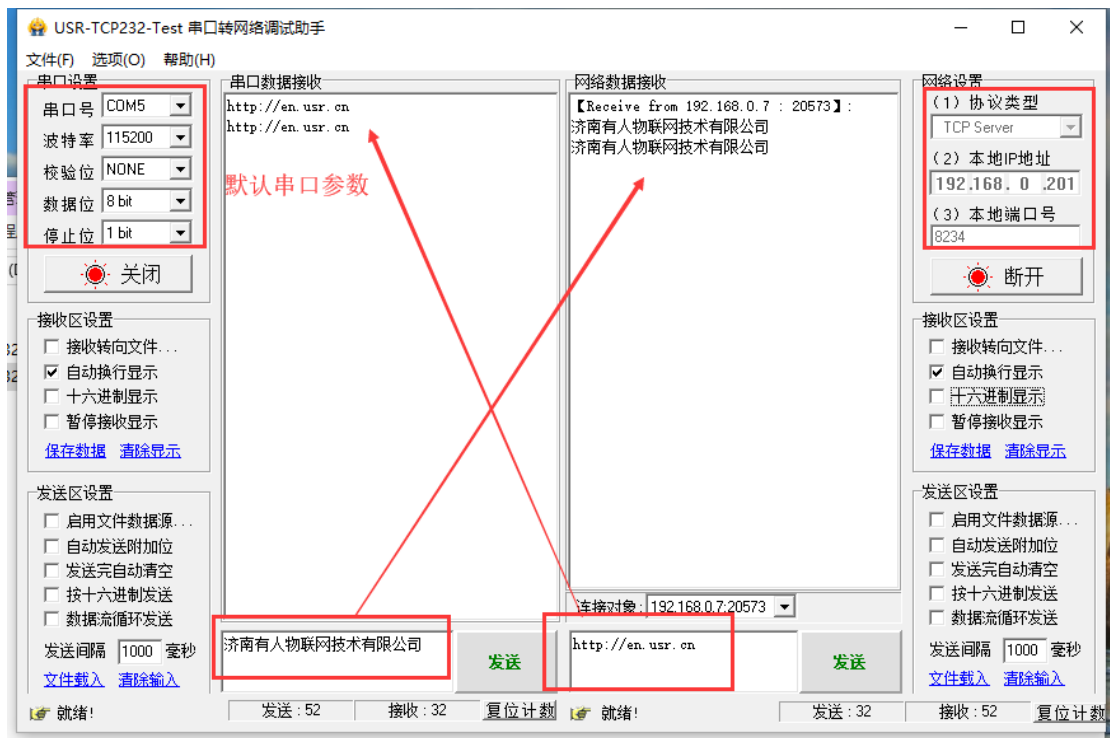 USR-TCP232-Test 串口转网络调试助手
文件(F) 选项(O) 帮助(H)
串口设置
串口号 COM5
波特率 115200
校验位 NONE
数据位 8 bit
停止位 1 bit
关闭
接收区设置
接收转向文件...
自动换行显示
十六进制显示
暂停接收显示
保存数据 清除显示
发送区设置
启用文件数据源...
自动发送附加位
发送完自动清空
按十六进制发送
数据流循环发送
发送间隔 1000 毫秒
文件载入 清除输入
串口数据接收
http://en.usr.cn
http://en.usr.cn
默认串口参数
济南有人物联网技术有限公司
发送
网络数据接收
【Receive from 192.168.0.7 : 20573】:
济南有人物联网技术有限公司
济南有人物联网技术有限公司
连接对象: 192.168.0.7:20573
http://en.usr.cn
发送
网络设置
(1) 协议类型
TCP Server
(2) 本地IP地址
192.168. 0 .201
(3) 本地端口号
8234
断开
接收区设置
接收转向文件...
自动换行显示
十六进制显示
暂停接收显示
保存数据 清除显示
发送区设置
启用文件数据源...
自动发送附加位
发送完自动清空
按十六进制发送
数据流循环发送
发送间隔 1000 毫秒
文件载入 清除输入
就绪! 发送:52 接收:32 复位计数
就绪! 发送:32 接收:52 复位计数